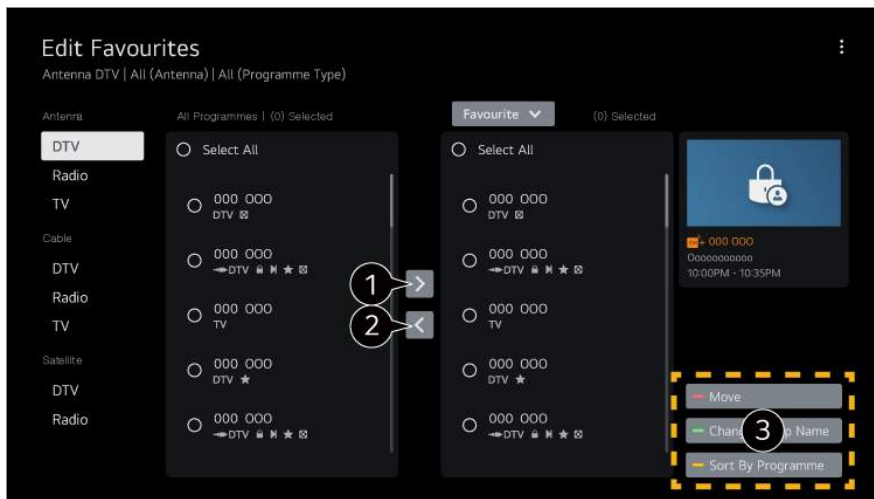 Edit Favourites
Antenna DTV | All (Antenna) | All (Programme Type)
Antenna
DTV
Radio
TV
Cable
DTV
Radio
TV
Satellite
DTV
Radio
All Programmes | (0) Selected
Select All
000 000
DTV
000 000
DTV
000 000
TV
000 000
DTV
000 000
DTV
1
2
Favourite
(0) Selected
Select All
000 000
DTV
000 000
DTV
000 000
TV
000 000
DTV
000 000
DTV
+ 000 000
Ooooooooooo
10:00PM - 10:35PM
Move
3
Name
Sort By Programme